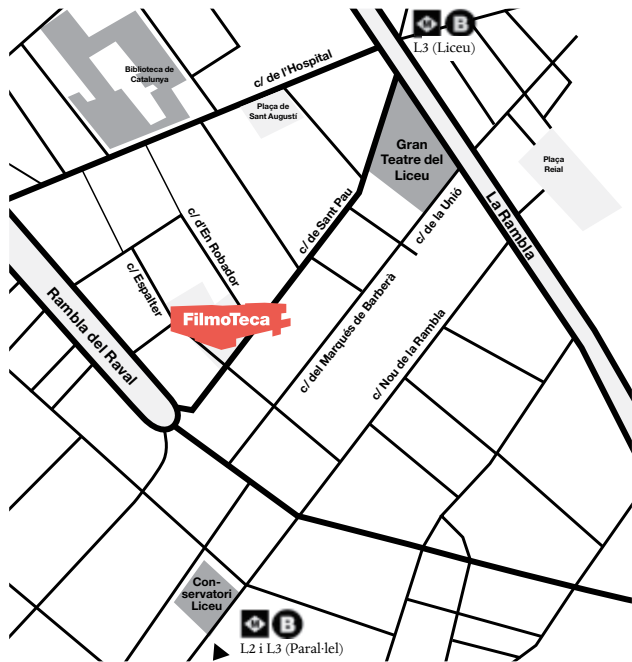 M B
L3 (Liceu)
Biblioteca de
Catalunya
c/ de l'Hospital
Plaça de
Sant Augustí
Gran
Teatre del
Liceu
Plaça
Reial
c/ de Sant Pau
c/ de la Unió
La Rambla
c/ d'En Robador
c/ Espalter
FilmoTeca
Rambla del Raval
c/ del Marqués de Barberà
c/ Nou de la Rambla
Con-
servatori
Liceu
M B
L2 i L3 (Paral·lel)